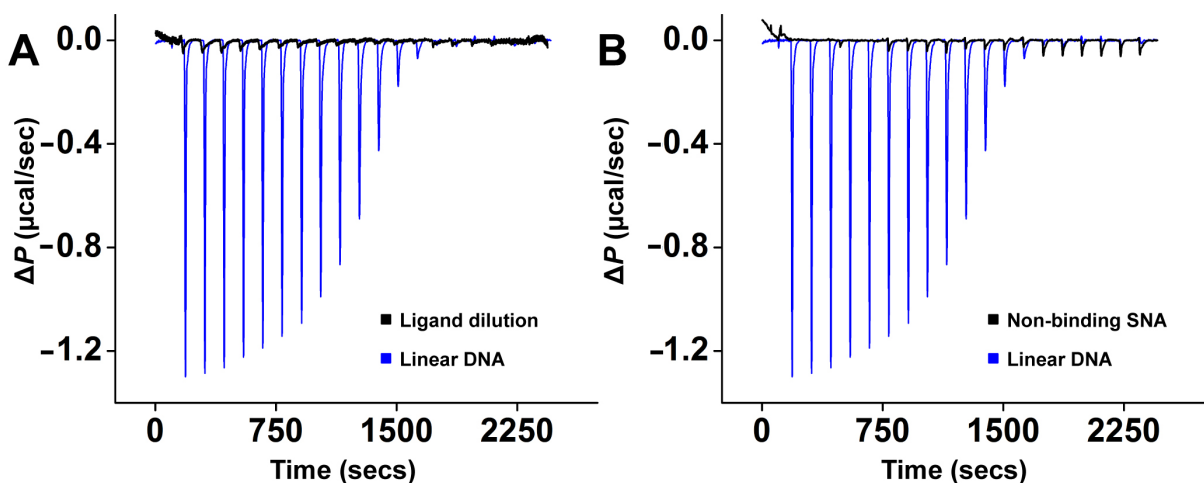 A
0.0
−0.4
−0.8
−1.2
ΔP (µcal/sec)
0 750 1500 2250
Time (secs)
Ligand dilution
Linear DNA
B
0.0
−0.4
−0.8
−1.2
ΔP (µcal/sec)
0 750 1500 2250
Time (secs)
Non-binding SNA
Linear DNA